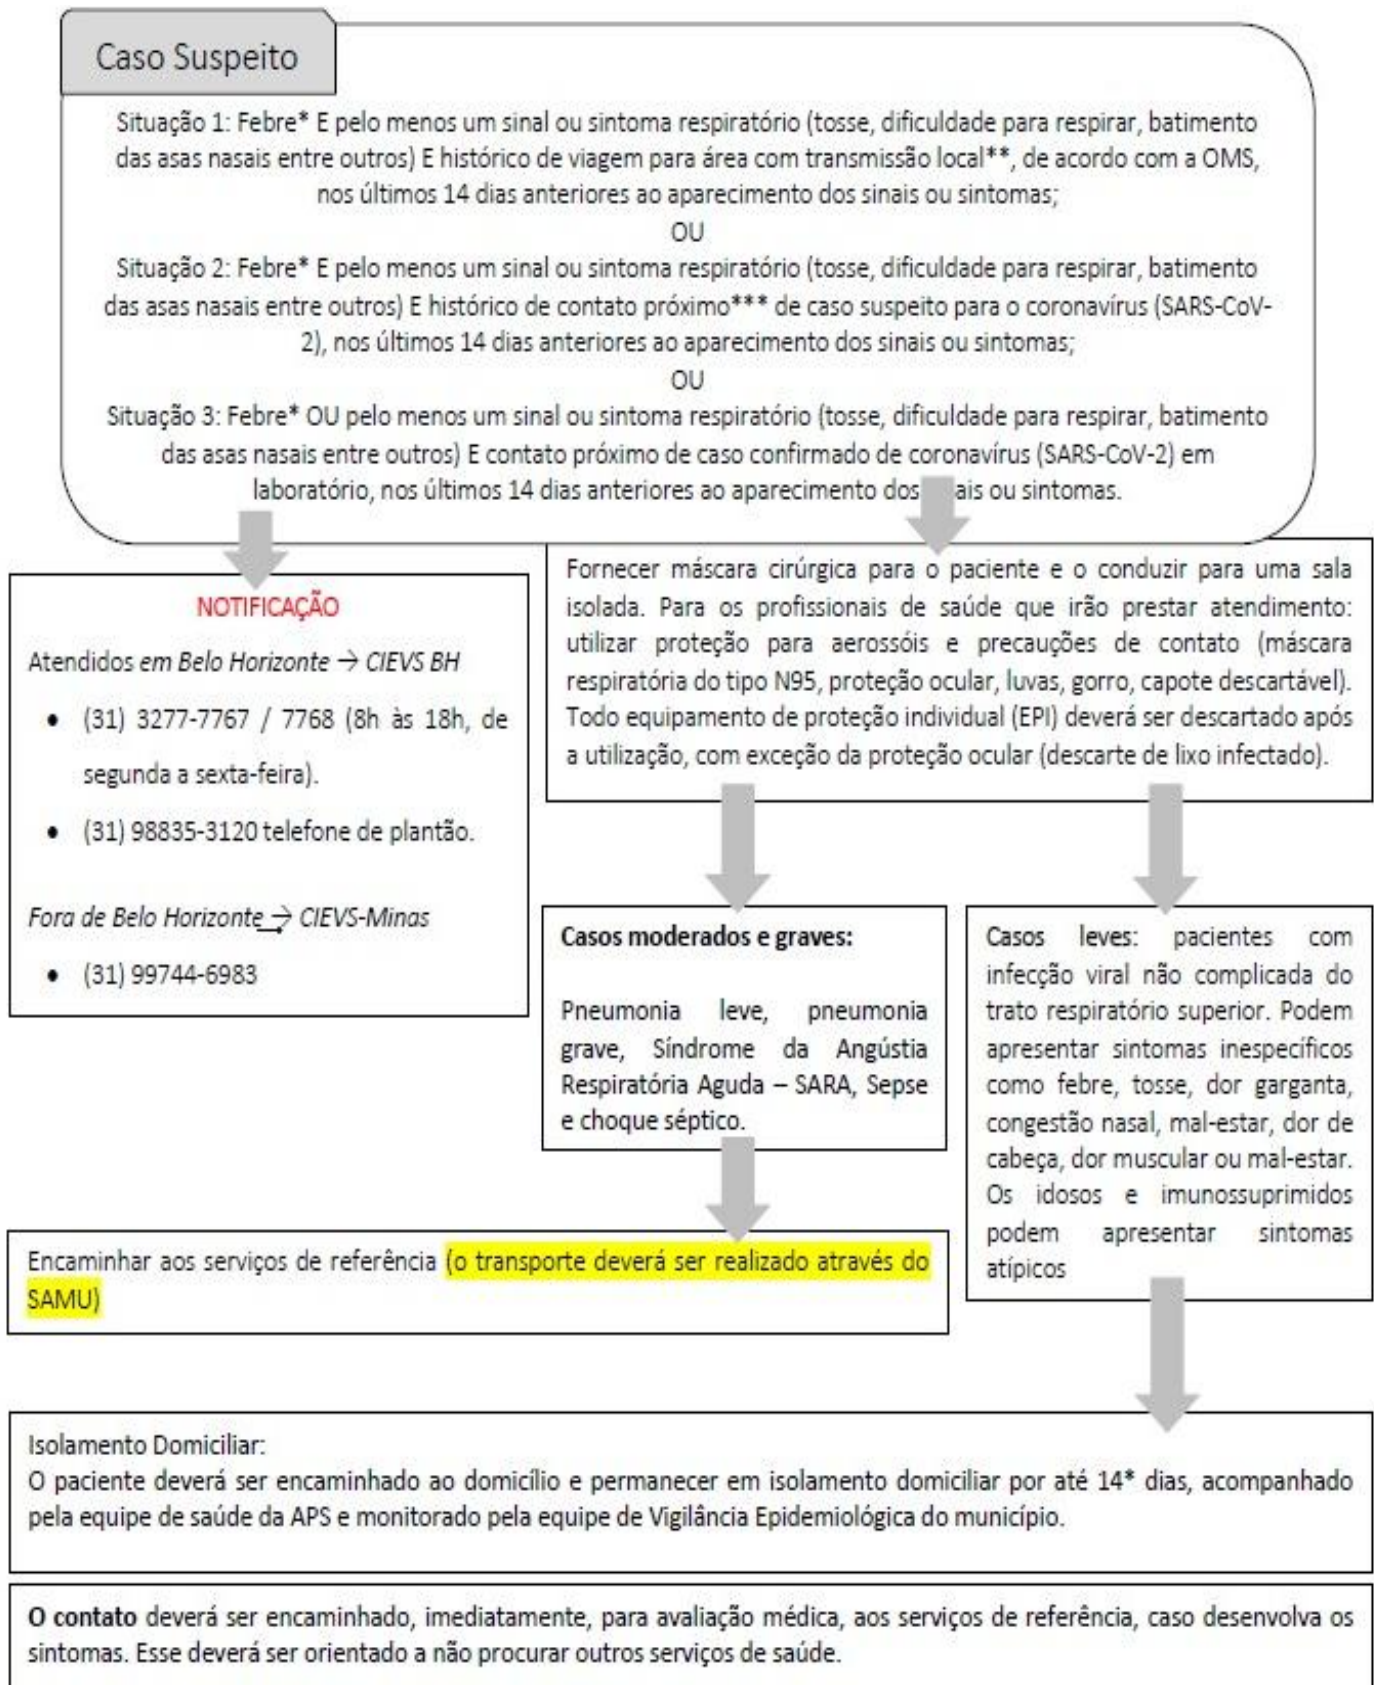 Caso Suspeito
Situação 1: Febre* E pelo menos um sinal ou sintoma respiratório (tosse, dificuldade para respirar, batimento
das asas nasais entre outros) E histórico de viagem para área com transmissão local**, de acordo com a OMS,
nos últimos 14 dias anteriores ao aparecimento dos sinais ou sintomas;
OU
Situação 2: Febre* E pelo menos um sinal ou sintoma respiratório (tosse, dificuldade para respirar, batimento
das asas nasais entre outros) E histórico de contato próximo*** de caso suspeito para o coronavírus (SARS-CoV-
2), nos últimos 14 dias anteriores ao aparecimento dos sinais ou sintomas;
OU
Situação 3: Febre* OU pelo menos um sinal ou sintoma respiratório (tosse, dificuldade para respirar, batimento
das asas nasais entre outros) E contato próximo de caso confirmado de coronavírus (SARS-CoV-2) em
laboratório, nos últimos 14 dias anteriores ao aparecimento dos ais ou sintomas.
NOTIFICAÇÃO
Atendidos em Belo Horizonte → CIEVS BH
• (31) 3277-7767 / 7768 (8h às 18h, de
segunda a sexta-feira).
• (31) 98835-3120 telefone de plantão.
Fora de Belo Horizonte → CIEVS-Minas
• (31) 99744-6983
Fornecer máscara cirúrgica para o paciente e o conduzir para uma sala
isolada. Para os profissionais de saúde que irão prestar atendimento:
utilizar proteção para aerossóis e precauções de contato (máscara
respiratória do tipo N95, proteção ocular, luvas, gorro, capote descartável).
Todo equipamento de proteção individual (EPI) deverá ser descartado após
a utilização, com exceção da proteção ocular (descarte de lixo infectado).
Casos moderados e graves:
Pneumonia leve, pneumonia
grave, Síndrome da Angústia
Respiratória Aguda – SARA, Sepse
e choque séptico.
Casos leves: pacientes com
infecção viral não complicada do
trato respiratório superior. Podem
apresentar sintomas inespecíficos
como febre, tosse, dor garganta,
congestão nasal, mal-estar, dor de
cabeça, dor muscular ou mal-estar.
Os idosos e imunossuprimidos
podem apresentar sintomas
atípicos
Encaminhar aos serviços de referência (o transporte deverá ser realizado através do
SAMU)
Isolamento Domiciliar:
O paciente deverá ser encaminhado ao domicílio e permanecer em isolamento domiciliar por até 14* dias, acompanhado
pela equipe de saúde da APS e monitorado pela equipe de Vigilância Epidemiológica do município.
O contato deverá ser encaminhado, imediatamente, para avaliação médica, aos serviços de referência, caso desenvolva os
sintomas. Esse deverá ser orientado a não procurar outros serviços de saúde.